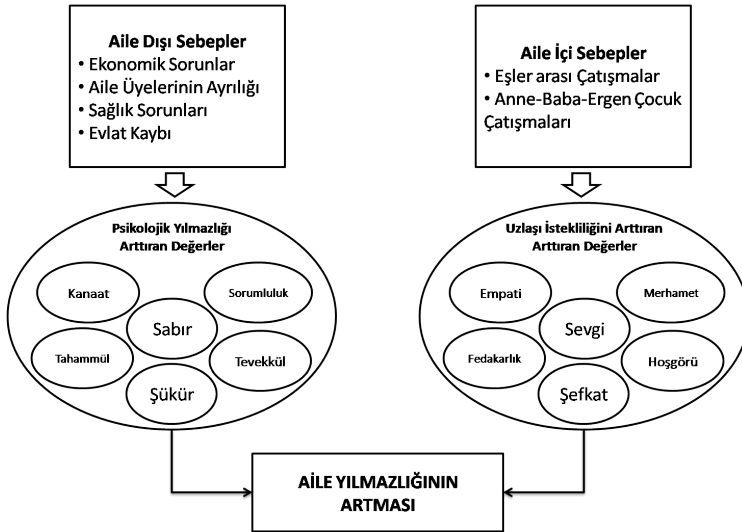 Aile Dışı Sebepler
• Ekonomik Sorunlar
• Aile Üyelerinin Ayrılığı
• Sağlık Sorunları
• Evlat Kaybı
Aile İçi Sebepler
• Eşler arası Çatışmalar
• Anne-Baba-Ergen Çocuk
Çatışmaları
Psikolojik Yılmazlığı
Arttıran Değerler
Kanaat
Sorumluluk
Sabır
Tahammül
Tevekkül
Şükür
Uzlaşı İstekliliğini Arttıran
Arttıran Değerler
Empati
Merhamet
Sevgi
Fedakarlık
Hoşgörü
Şefkat
AİLE YILMAZLIĞININ
ARTMASI